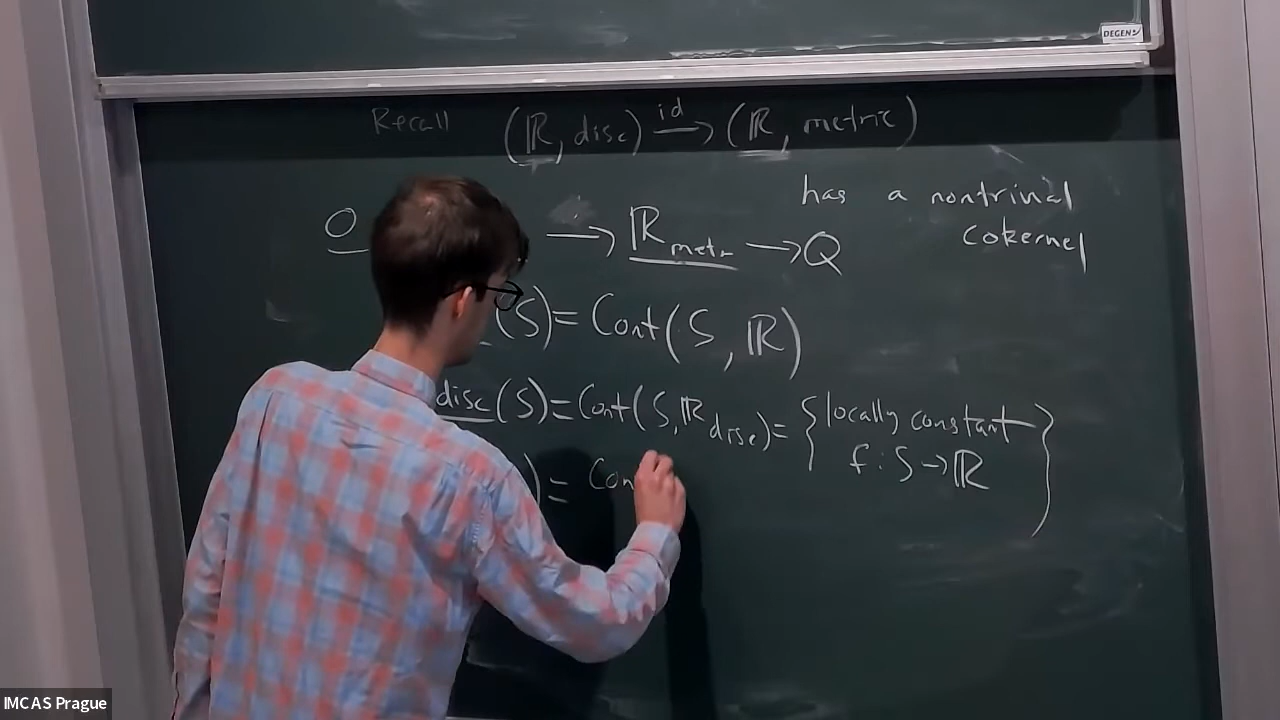 DEGEN
Recall (ℝ, disc) id→ (ℝ, metric)
has a nontrivial
cokernel
0 → ℝmetr → Q
(S) = Cont(S, ℝ)
disc(S) = Cont(S, ℝdisc) = { locally constant
f : S → ℝ }
) = Con
IMCAS Prague